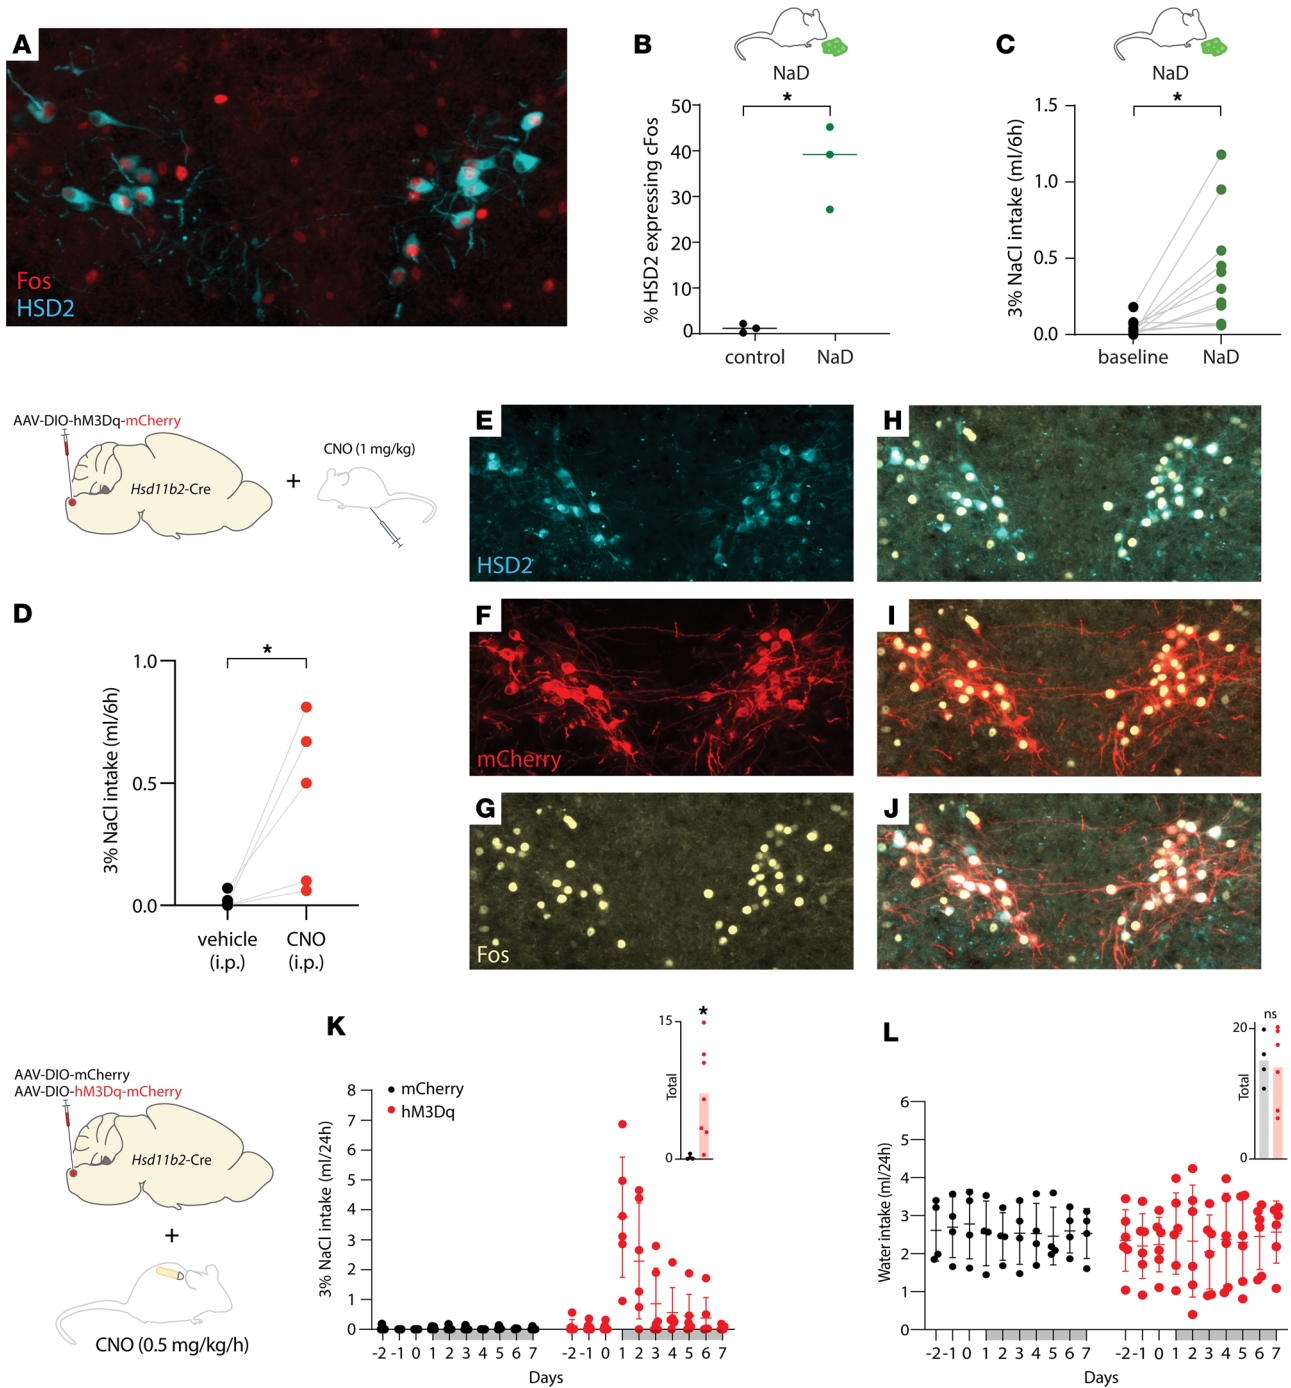 A
Fos
HSD2
B
NaD
*
% HSD2 expressing cFos
50
40
30
20
10
0
control NaD
C
NaD
*
3% NaCl intake (ml/6h)
1.5
1.0
0.5
0.0
baseline NaD
AAV-DIO-hM3Dq-mCherry
Hsd11b2-Cre
+
CNO (1 mg/kg)
D
*
3% NaCl intake (ml/6h)
1.0
0.5
0.0
vehicle CNO
(i.p.) (i.p.)
E
HSD2
F
mCherry
G
Fos
H
I
J
AAV-DIO-mCherry
AAV-DIO-hM3Dq-mCherry
Hsd11b2-Cre
+
CNO (0.5 mg/kg/h)
K
mCherry
hM3Dq
3% NaCl intake (ml/24h)
8
7
6
5
4
3
2
1
0
-2 -1 0 1 2 3 4 5 6 7 -2 -1 0 1 2 3 4 5 6 7
Days
*
15
Total
0
L
Water intake (ml/24h)
6
5
4
3
2
1
0
-2 -1 0 1 2 3 4 5 6 7 -2 -1 0 1 2 3 4 5 6 7
Days
ns
20
Total
0